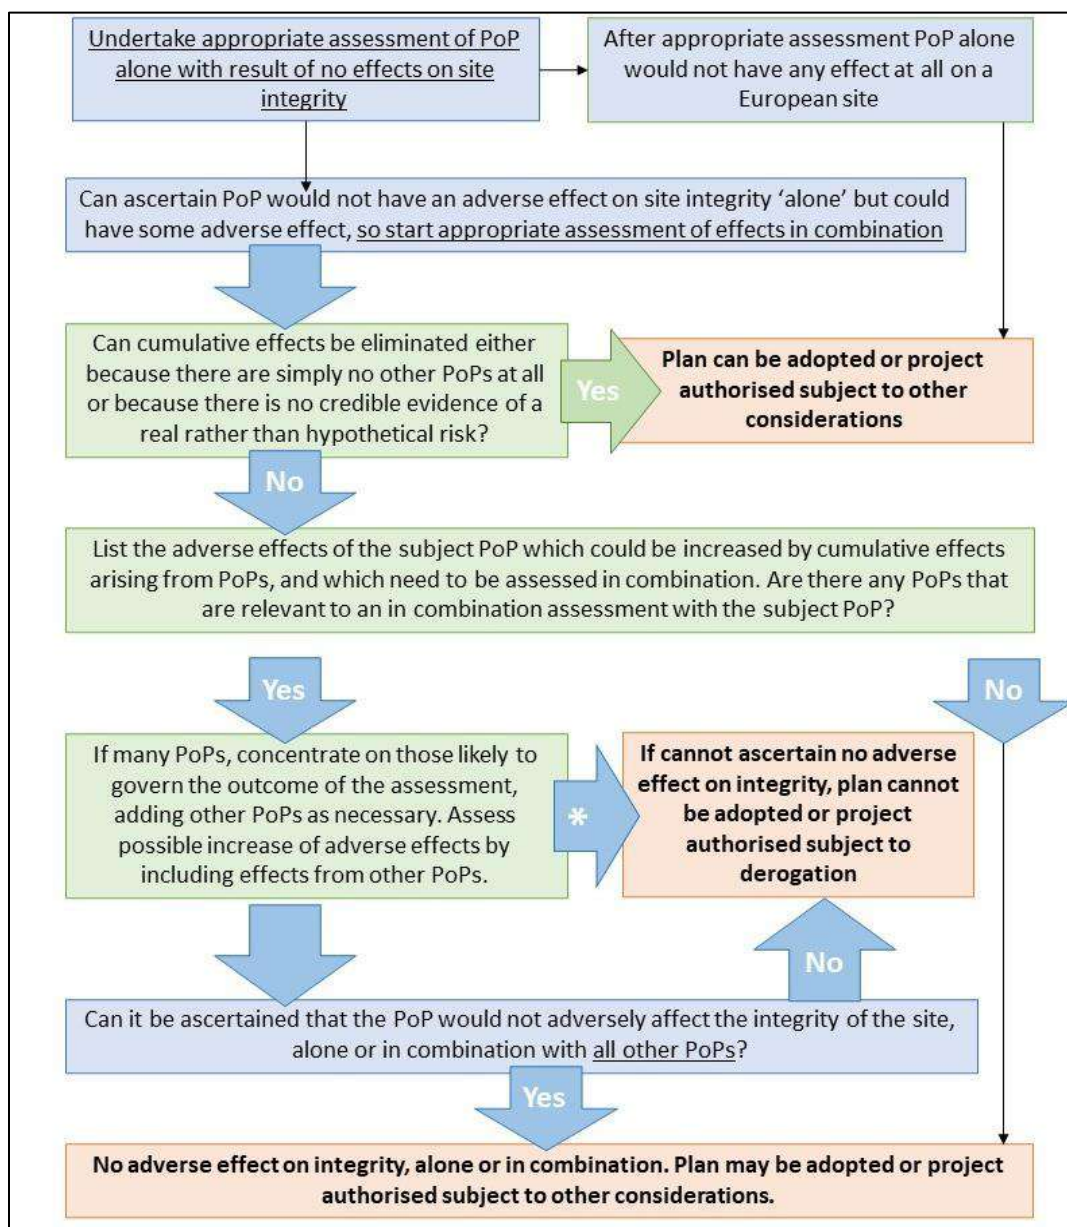 Undertake appropriate assessment of PoP
alone with result of no effects on site
integrity
After appropriate assessment PoP alone
would not have any effect at all on a
European site
Can ascertain PoP would not have an adverse effect on site integrity ‘alone’ but could
have some adverse effect, so start appropriate assessment of effects in combination
Can cumulative effects be eliminated either
because there are simply no other PoPs at all
or because there is no credible evidence of a
real rather than hypothetical risk?
Yes
Plan can be adopted or project
authorised subject to other
considerations
No
List the adverse effects of the subject PoP which could be increased by cumulative effects
arising from PoPs, and which need to be assessed in combination. Are there any PoPs that
are relevant to an in combination assessment with the subject PoP?
Yes
No
If many PoPs, concentrate on those likely to
govern the outcome of the assessment,
adding other PoPs as necessary. Assess
possible increase of adverse effects by
including effects from other PoPs.
*
If cannot ascertain no adverse
effect on integrity, plan cannot
be adopted or project
authorised subject to
derogation
No
Can it be ascertained that the PoP would not adversely affect the integrity of the site,
alone or in combination with all other PoPs?
Yes
No adverse effect on integrity, alone or in combination. Plan may be adopted or project
authorised subject to other considerations.